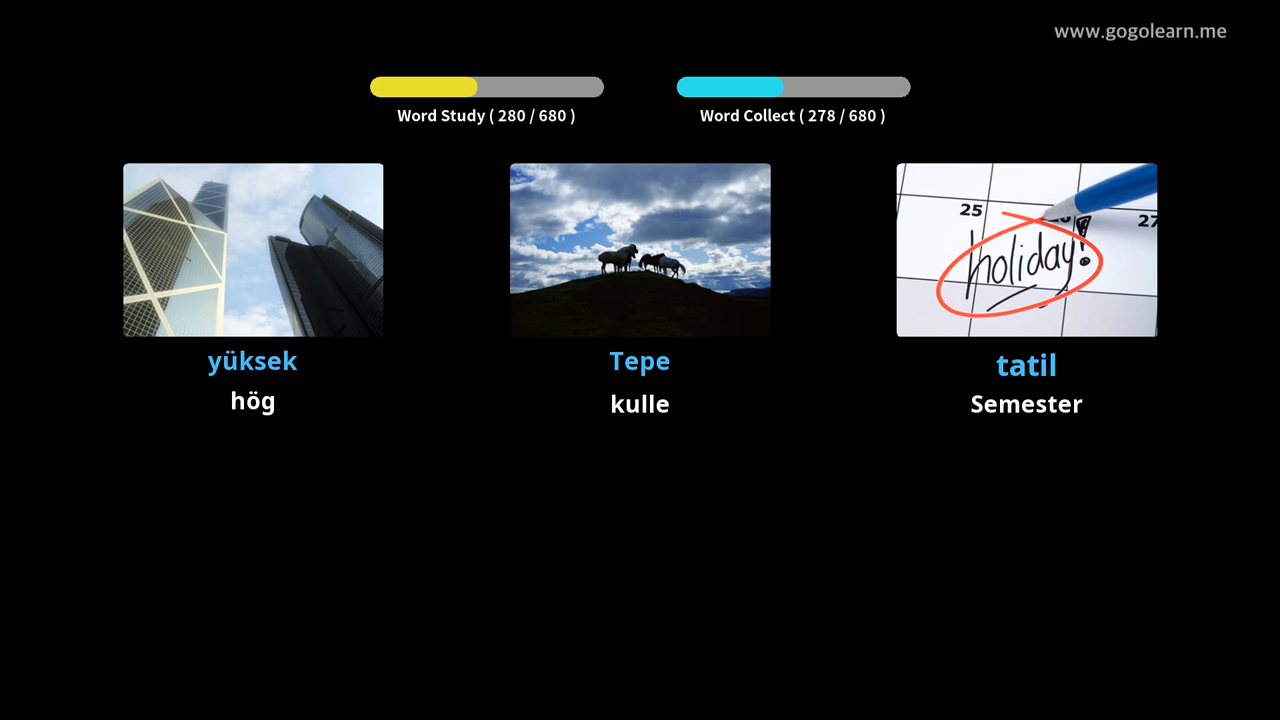 www.gogolearn.me
Word Study ( 280 / 680 )
Word Collect ( 278 / 680 )
25
27
holiday!
yüksek
Tepe
tatil
hög
kulle
Semester